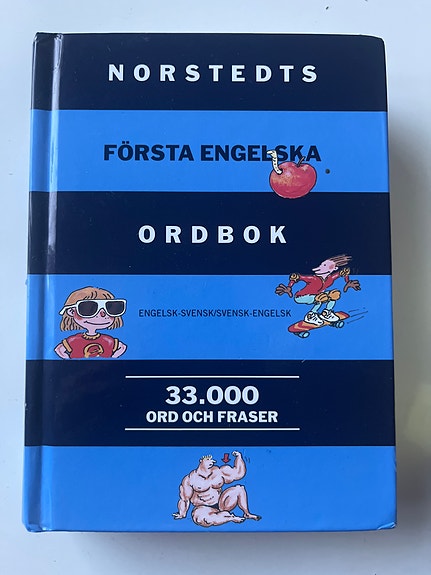 NORSTEDTS
FÖRSTA ENGELSKA
ORDBOK
ENGELSK-SVENSK/SVENSK-ENGELSK
33.000
ORD OCH FRASER